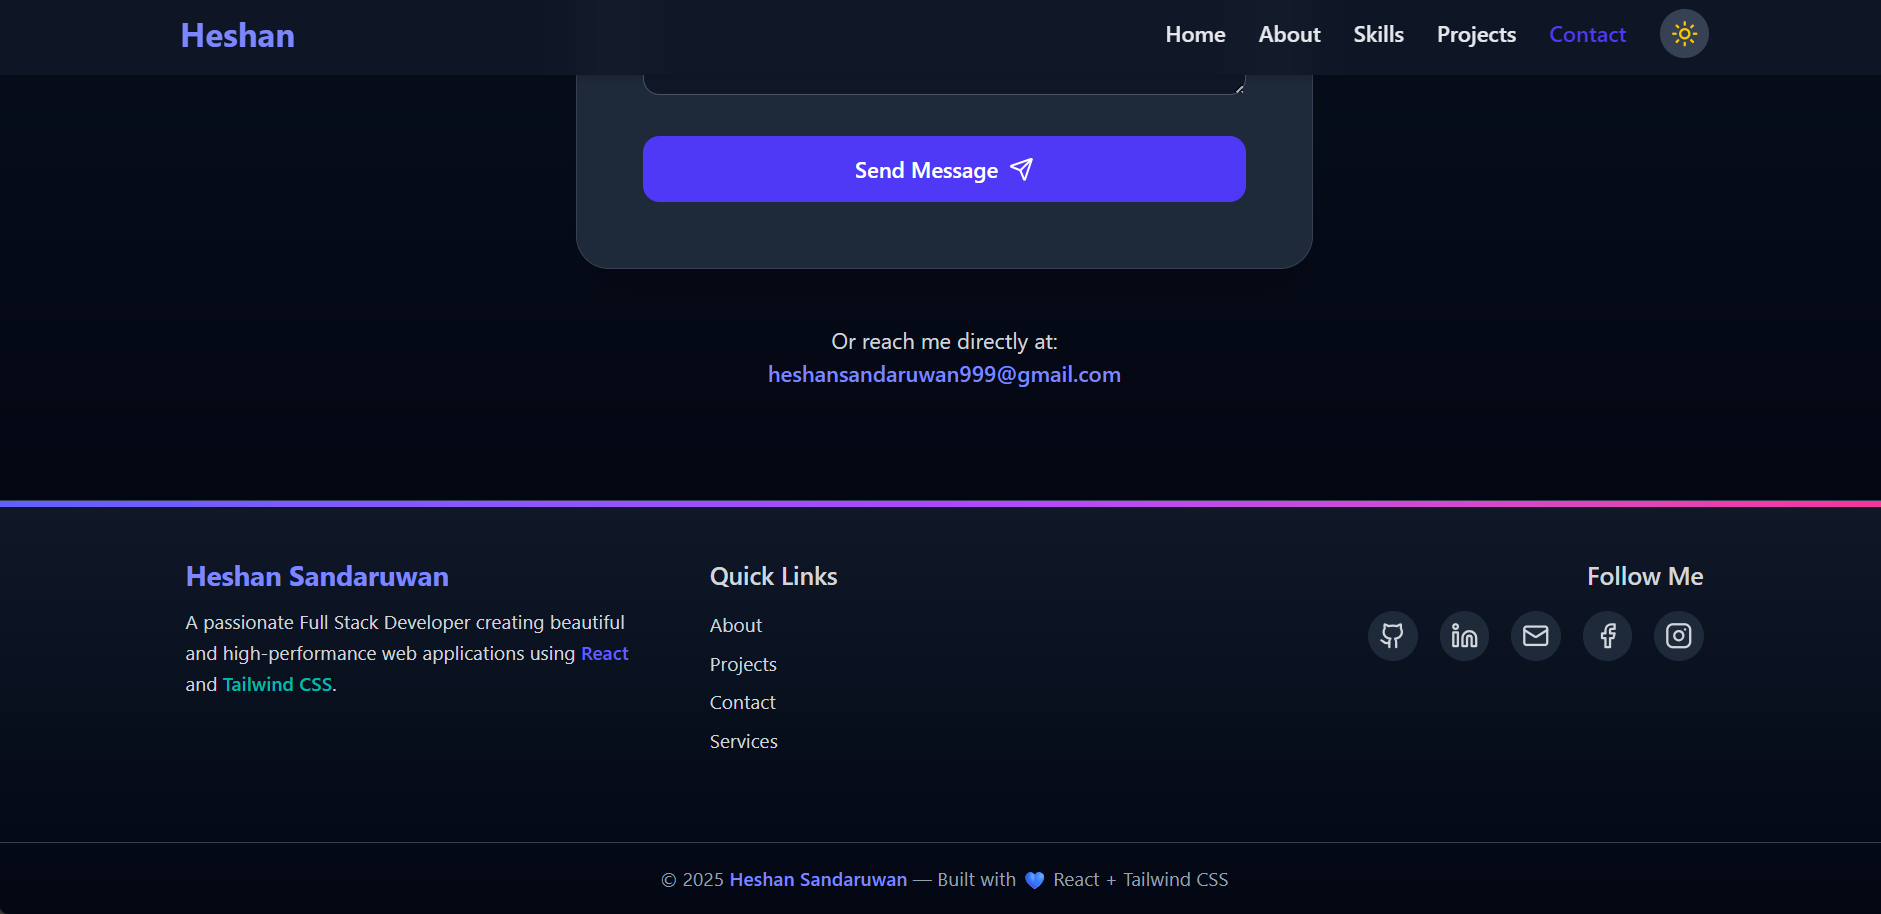 Heshan
Home About Skills Projects Contact
Send Message
Or reach me directly at:
heshansandaruwan999@gmail.com
Heshan Sandaruwan
A passionate Full Stack Developer creating beautiful
and high-performance web applications using React
and Tailwind CSS.
Quick Links
About
Projects
Contact
Services
Follow Me
© 2025 Heshan Sandaruwan — Built with 💙 React + Tailwind CSS